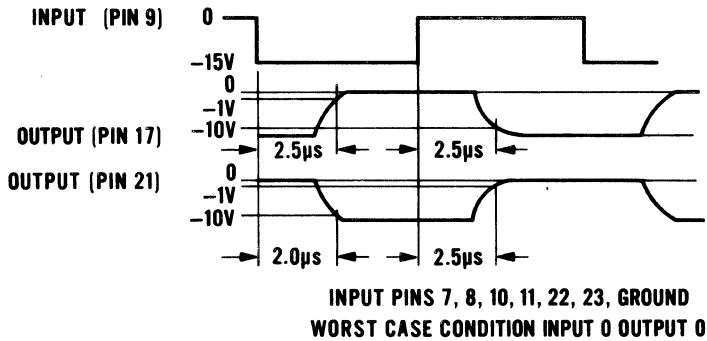 INPUT (PIN 9)
0
–15V
0
–1V
–10V
OUTPUT (PIN 17)
2.5µs
2.5µs
OUTPUT (PIN 21)
0
–1V
–10V
2.0µs
2.5µs
INPUT PINS 7, 8, 10, 11, 22, 23, GROUND
WORST CASE CONDITION INPUT 0 OUTPUT 0